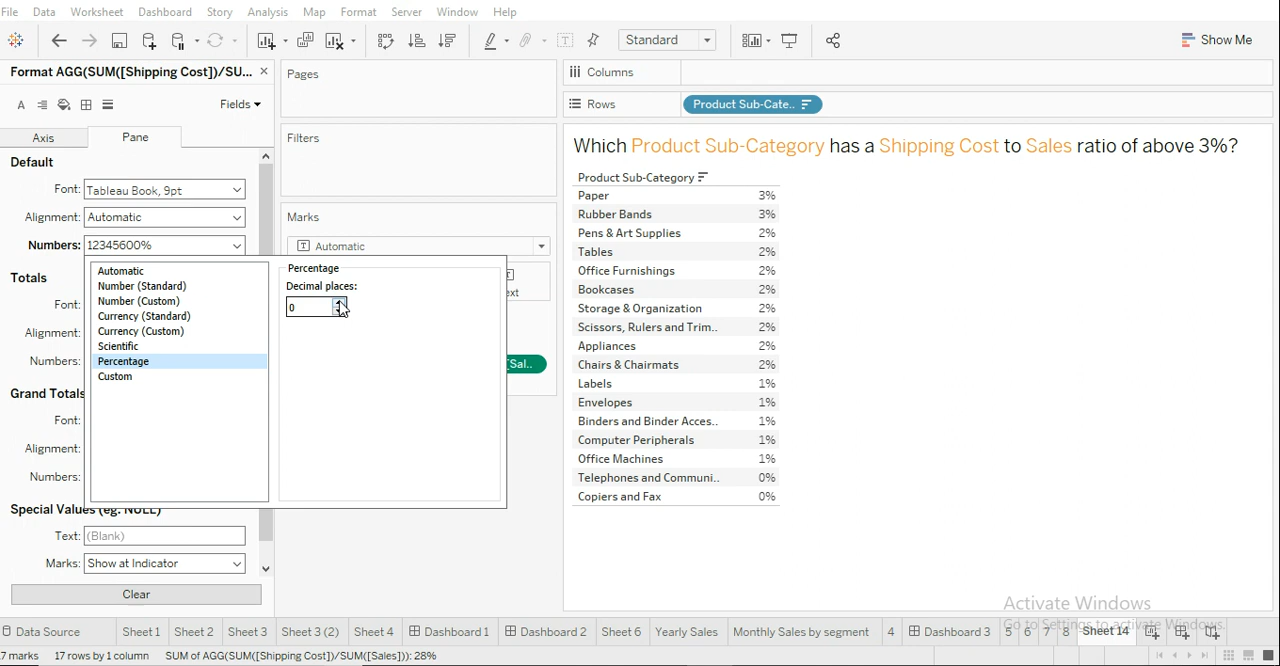 File Data Worksheet Dashboard Story Analysis Map Format Server Window Help
Standard
Show Me
Format AGG(SUM([Shipping Cost])/SU...
Fields
Axis Pane
Default
Font: Tableau Book, 9pt
Alignment: Automatic
Numbers: 12345600%
Totals
Font:
Alignment:
Numbers:
Grand Totals
Font:
Alignment:
Numbers:
Special Values (eg. NULL)
Text: (Blank)
Marks: Show at Indicator
Clear
Automatic
Number (Standard)
Number (Custom)
Currency (Standard)
Currency (Custom)
Scientific
Percentage
Custom
Percentage
Decimal places:
0
Pages
Filters
Marks
Automatic
ext
[Sal..
Columns
Rows Product Sub-Cate..
Which Product Sub-Category has a Shipping Cost to Sales ratio of above 3%?
Product Sub-Category
Paper 3%
Rubber Bands 3%
Pens & Art Supplies 2%
Tables 2%
Office Furnishings 2%
Bookcases 2%
Storage & Organization 2%
Scissors, Rulers and Trim.. 2%
Appliances 2%
Chairs & Chairmats 2%
Labels 1%
Envelopes 1%
Binders and Binder Acces.. 1%
Computer Peripherals 1%
Office Machines 1%
Telephones and Communi.. 0%
Copiers and Fax 0%
Activate Windows
Go to Settings to activate Windows.
Data Source Sheet 1 Sheet 2 Sheet 3 Sheet 3 (2) Sheet 4 Dashboard 1 Dashboard 2 Sheet 6 Yearly Sales Monthly Sales by segment 4 Dashboard 3 5 6 7 8 Sheet 14
7 marks 17 rows by 1 column SUM of AGG(SUM([Shipping Cost])/SUM([Sales])): 28%